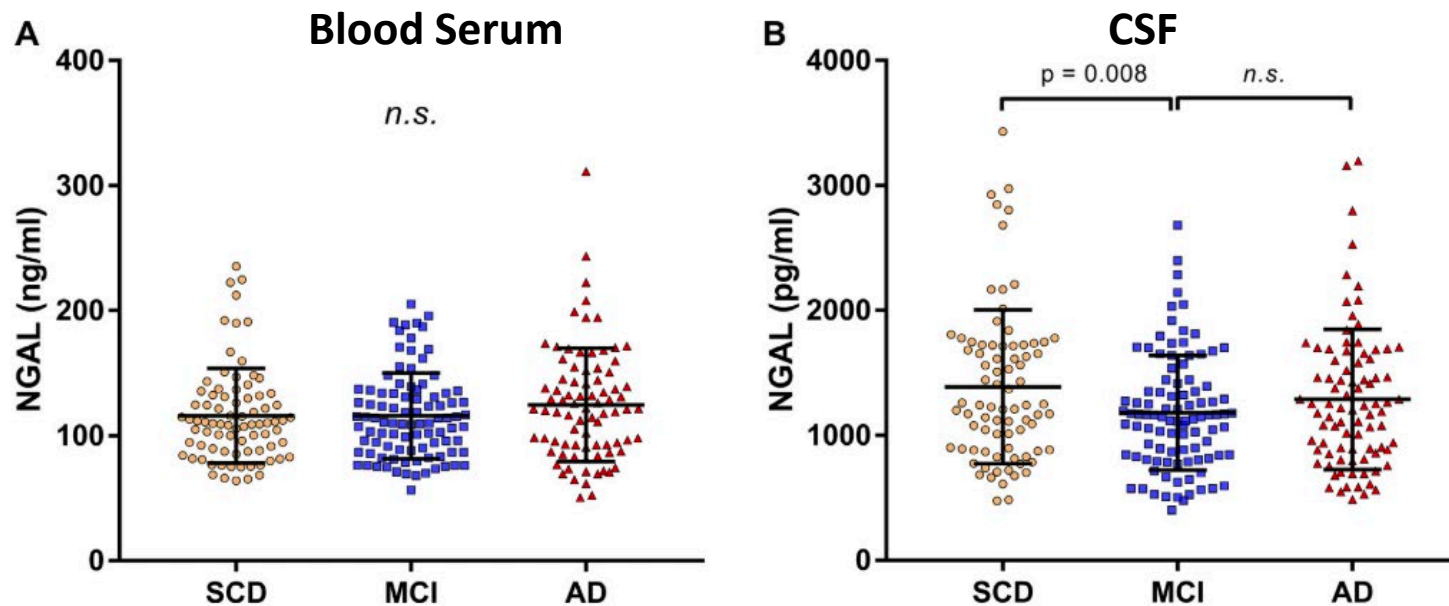 A Blood Serum
NGAL (ng/ml)
400
300
200
100
0
n.s.
SCD MCI AD
B CSF
NGAL (pg/ml)
4000
3000
2000
1000
0
p = 0.008 n.s.
SCD MCI AD